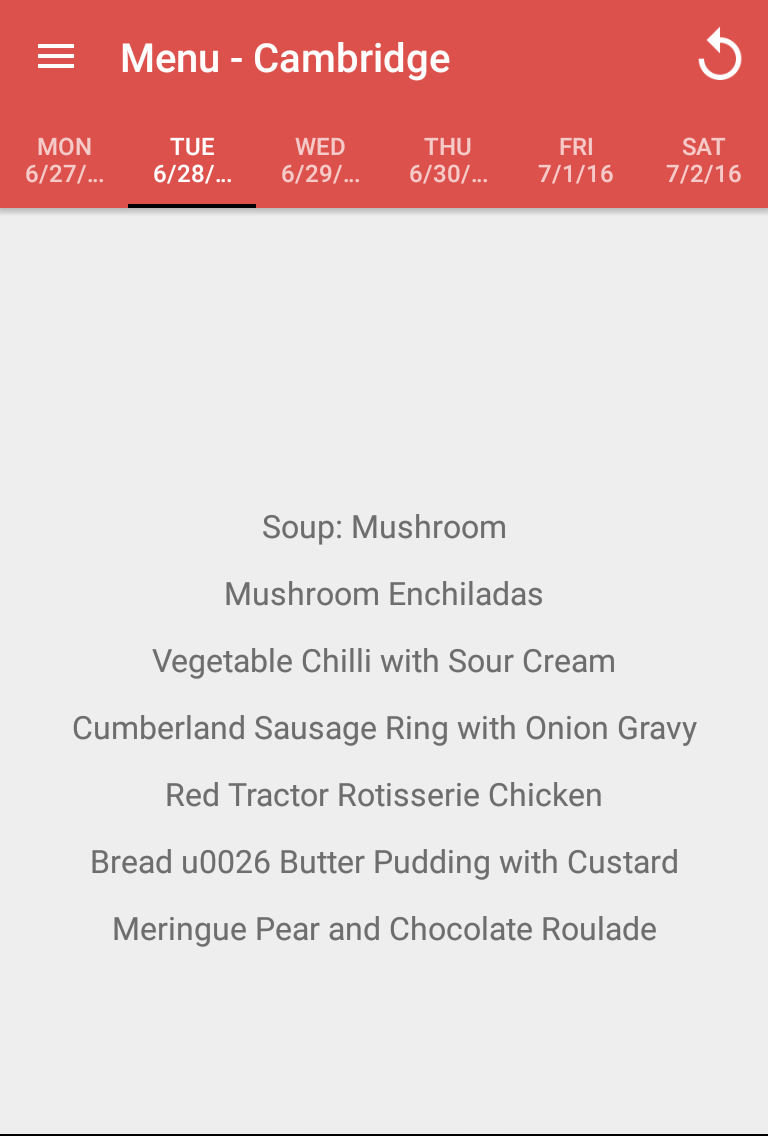 Menu - Cambridge
MON TUE WED THU FRI SAT
6/27/... 6/28/... 6/29/... 6/30/... 7/1/16 7/2/16
Soup: Mushroom
Mushroom Enchiladas
Vegetable Chilli with Sour Cream
Cumberland Sausage Ring with Onion Gravy
Red Tractor Rotisserie Chicken
Bread u0026 Butter Pudding with Custard
Meringue Pear and Chocolate Roulade